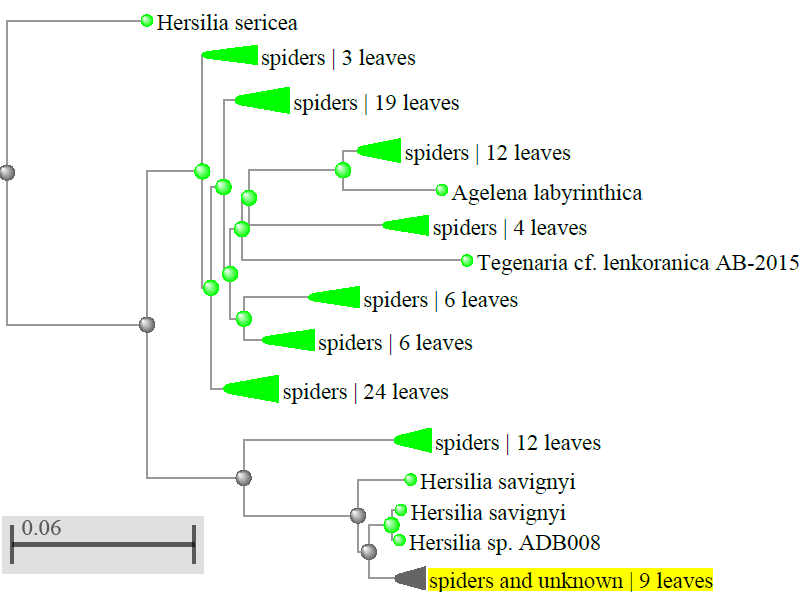 Hersilia sericea
spiders | 3 leaves
spiders | 19 leaves
spiders | 12 leaves
Agelena labyrinthica
spiders | 4 leaves
Tegenaria cf. lenkoranica AB-2015
spiders | 6 leaves
spiders | 6 leaves
spiders | 24 leaves
spiders | 12 leaves
Hersilia savignyi
Hersilia savignyi
0.06
Hersilia sp. ADB008
spiders and unknown | 9 leaves